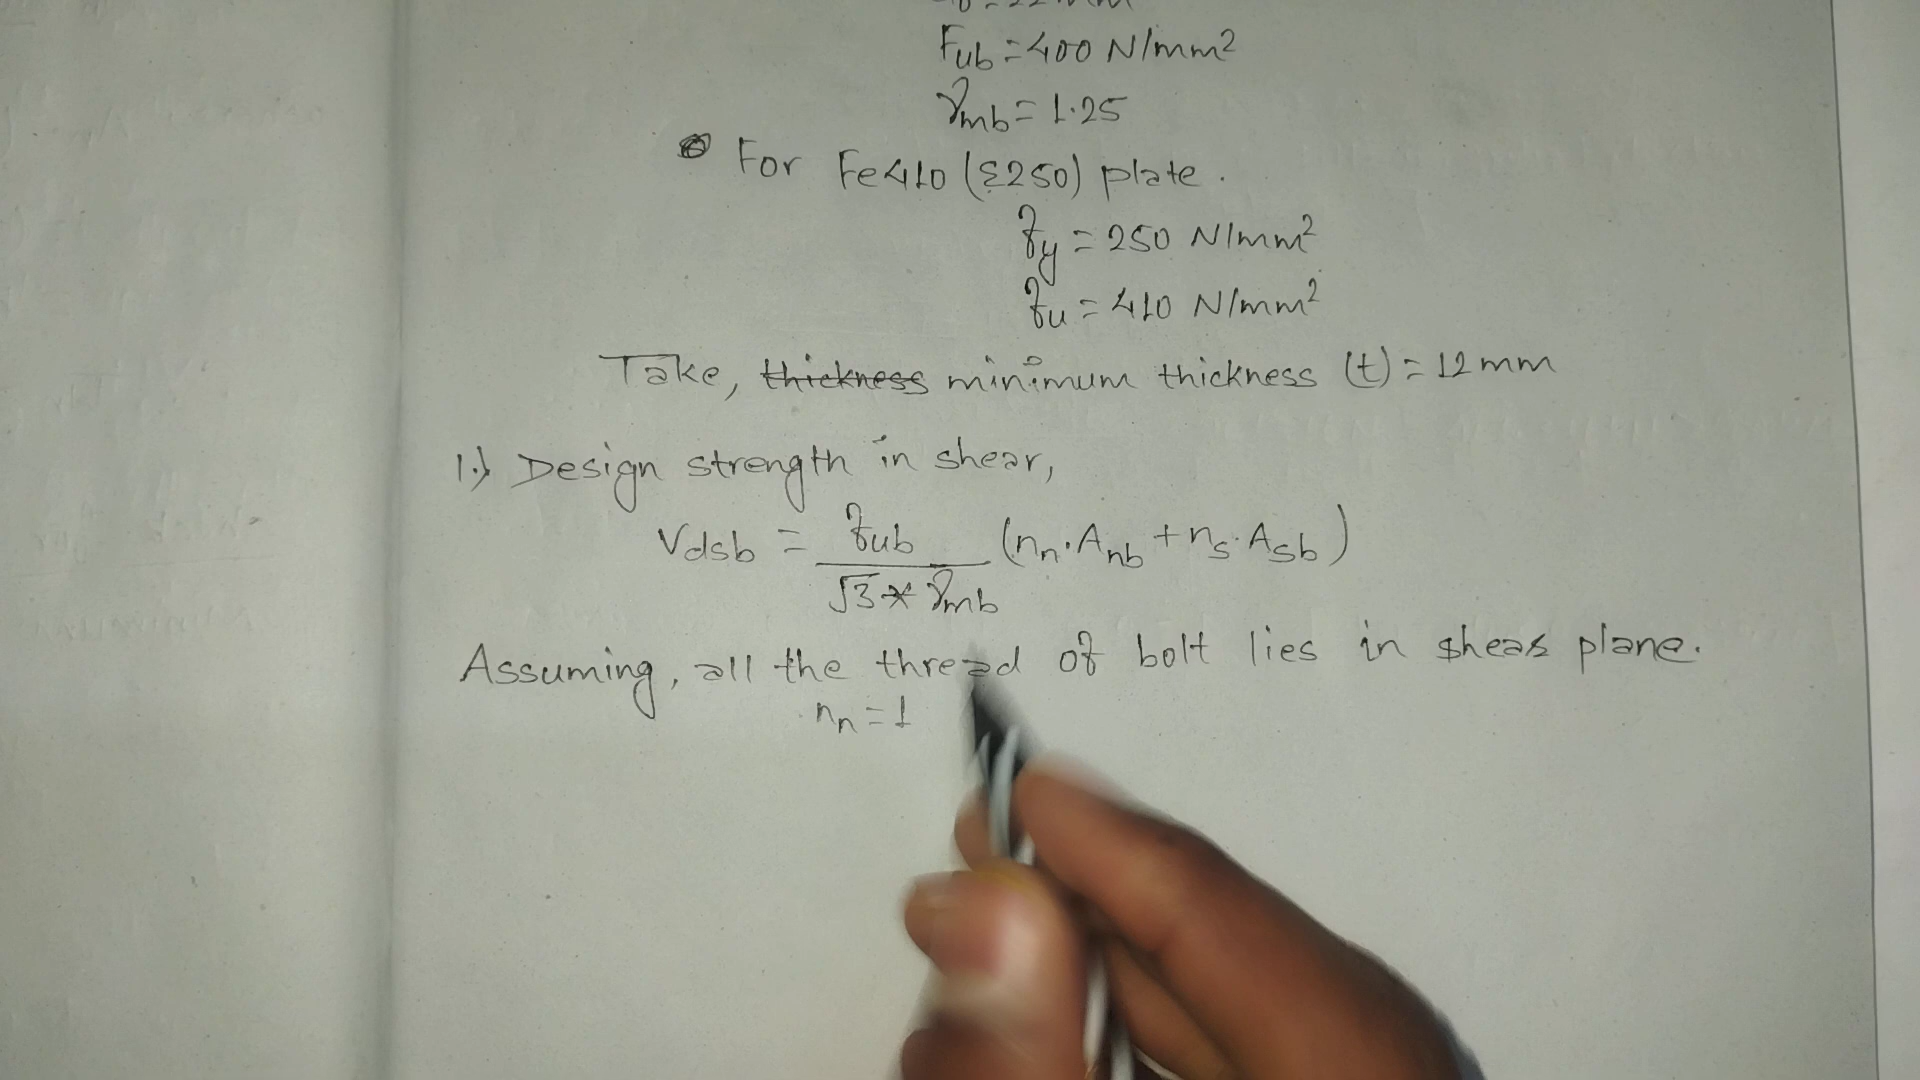 Fub = 400 N/mm²
γmb = 1.25
For Fe410 (E250) plate.
fy = 250 N/mm²
fu = 410 N/mm²
Take, thickness minimum thickness (t) = 12mm
1.) Design strength in shear,
Vdsb = fub / √3 * γmb (nn. Anb + ns. Asb)
Assuming, all the thread of bolt lies in shear plane.
nn = 1